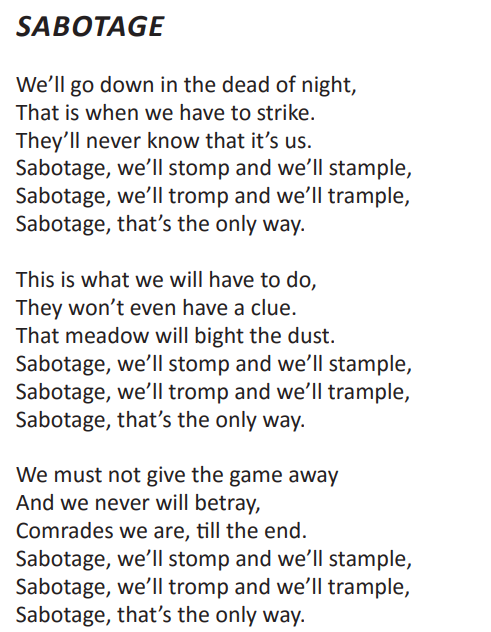 SABOTAGE
We’ll go down in the dead of night,
That is when we have to strike.
They’ll never know that it’s us.
Sabotage, we’ll stomp and we’ll stample,
Sabotage, we’ll tromp and we’ll trample,
Sabotage, that’s the only way.
This is what we will have to do,
They won’t even have a clue.
That meadow will bight the dust.
Sabotage, we’ll stomp and we’ll stample,
Sabotage, we’ll tromp and we’ll trample,
Sabotage, that’s the only way.
We must not give the game away
And we never will betray,
Comrades we are, till the end.
Sabotage, we’ll stomp and we’ll stample,
Sabotage, we’ll tromp and we’ll trample,
Sabotage, that’s the only way.